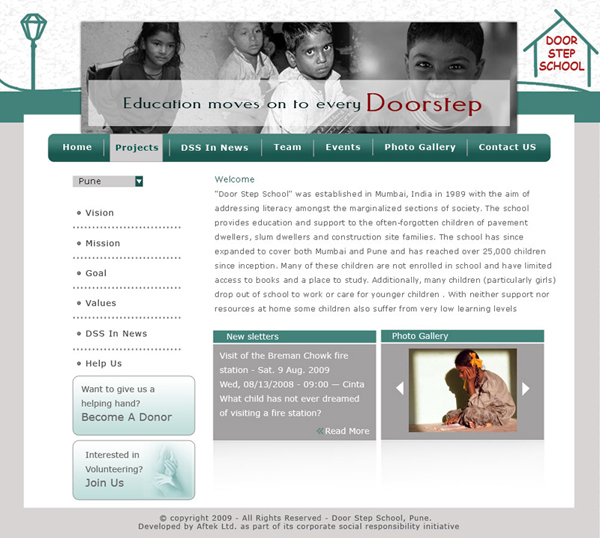 DOOR
STEP
SCHOOL
Education moves on to every Doorstep
Home
Projects
DSS In News
Team
Events
Photo Gallery
Contact US
Pune
Vision
Mission
Goal
Values
DSS In News
Help Us
Want to give us a
helping hand?
Become A Donor
Interested in
Volunteering?
Join Us
Welcome
"Door Step School" was established in Mumbai, India in 1989 with the aim of
addressing literacy amongst the marginalized sections of society. The school
provides education and support to the often-forgotten children of pavement
dwellers, slum dwellers and construction site families. The school has since
expanded to cover both Mumbai and Pune and has reached over 25,000 children
since inception. Many of these children are not enrolled in school and have limited
access to books and a place to study. Additionally, many children (particularly girls)
drop out of school to work or care for younger children . With neither support nor
resources at home some children also suffer from very low learning levels
New sletters
Visit of the Breman Chowk fire
station - Sat. 9 Aug. 2009
Wed, 08/13/2008 - 09:00 — Cinta
What child has not ever dreamed
of visiting a fire station?
Read More
Photo Gallery
© copyright 2009 - All Rights Reserved - Door Step School, Pune.
Developed by Aftek Ltd. as part of its corporate social responsibility initiative